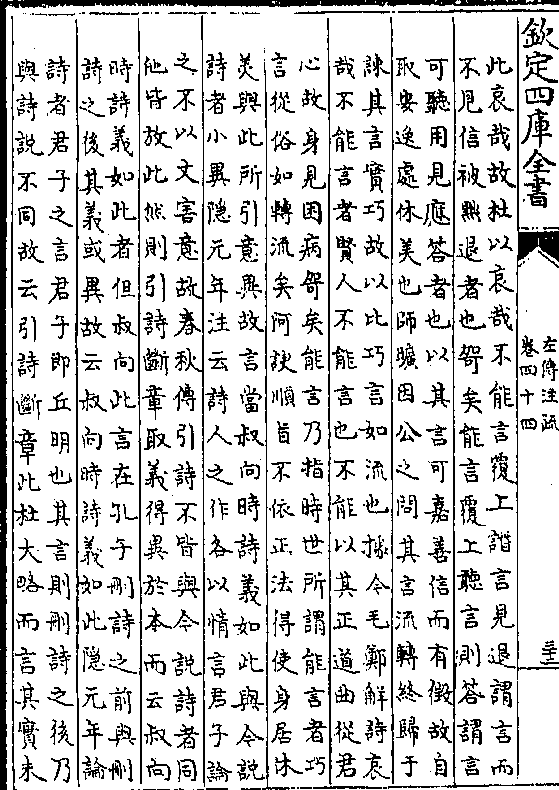 欽定四庫全書
左傳注疏
卷四十四
三十二
此哀哉故杜以哀哉不能言覆上譖言見退謂言而
不見信被黜退者也哿矣能言覆上聽言則答謂言
可聽用見應答者也以其言可嘉善信而有徵故自
取安逸處休美也師曠因公之問其言流轉終歸于
諫其言實巧故以比巧言如流也據今毛鄭解詩哀
哉不能言者賢人不能言也不能以其正道曲從君
心故身見困病哿矣能言乃指時世所謂能言者巧
言從俗如轉流矣阿諛順旨不依正法得使身居休
美與此所引意異故言當叔向時詩義如此與今說
詩者小異隱元年注云詩人之作各以情言君子論
之不以文害意故春秋傳引詩不皆與今說詩者同
他皆放此然則引詩斷章取義得異於本而云叔向
時詩義如此者但叔向此言在孔子刪詩之前與刪
詩之後其義或異故云叔向時詩義如此隱元年論
詩者君子之言君子即丘明也其言則刪詩之後乃
與詩說不同故云引詩斷章此杜大略而言其實未